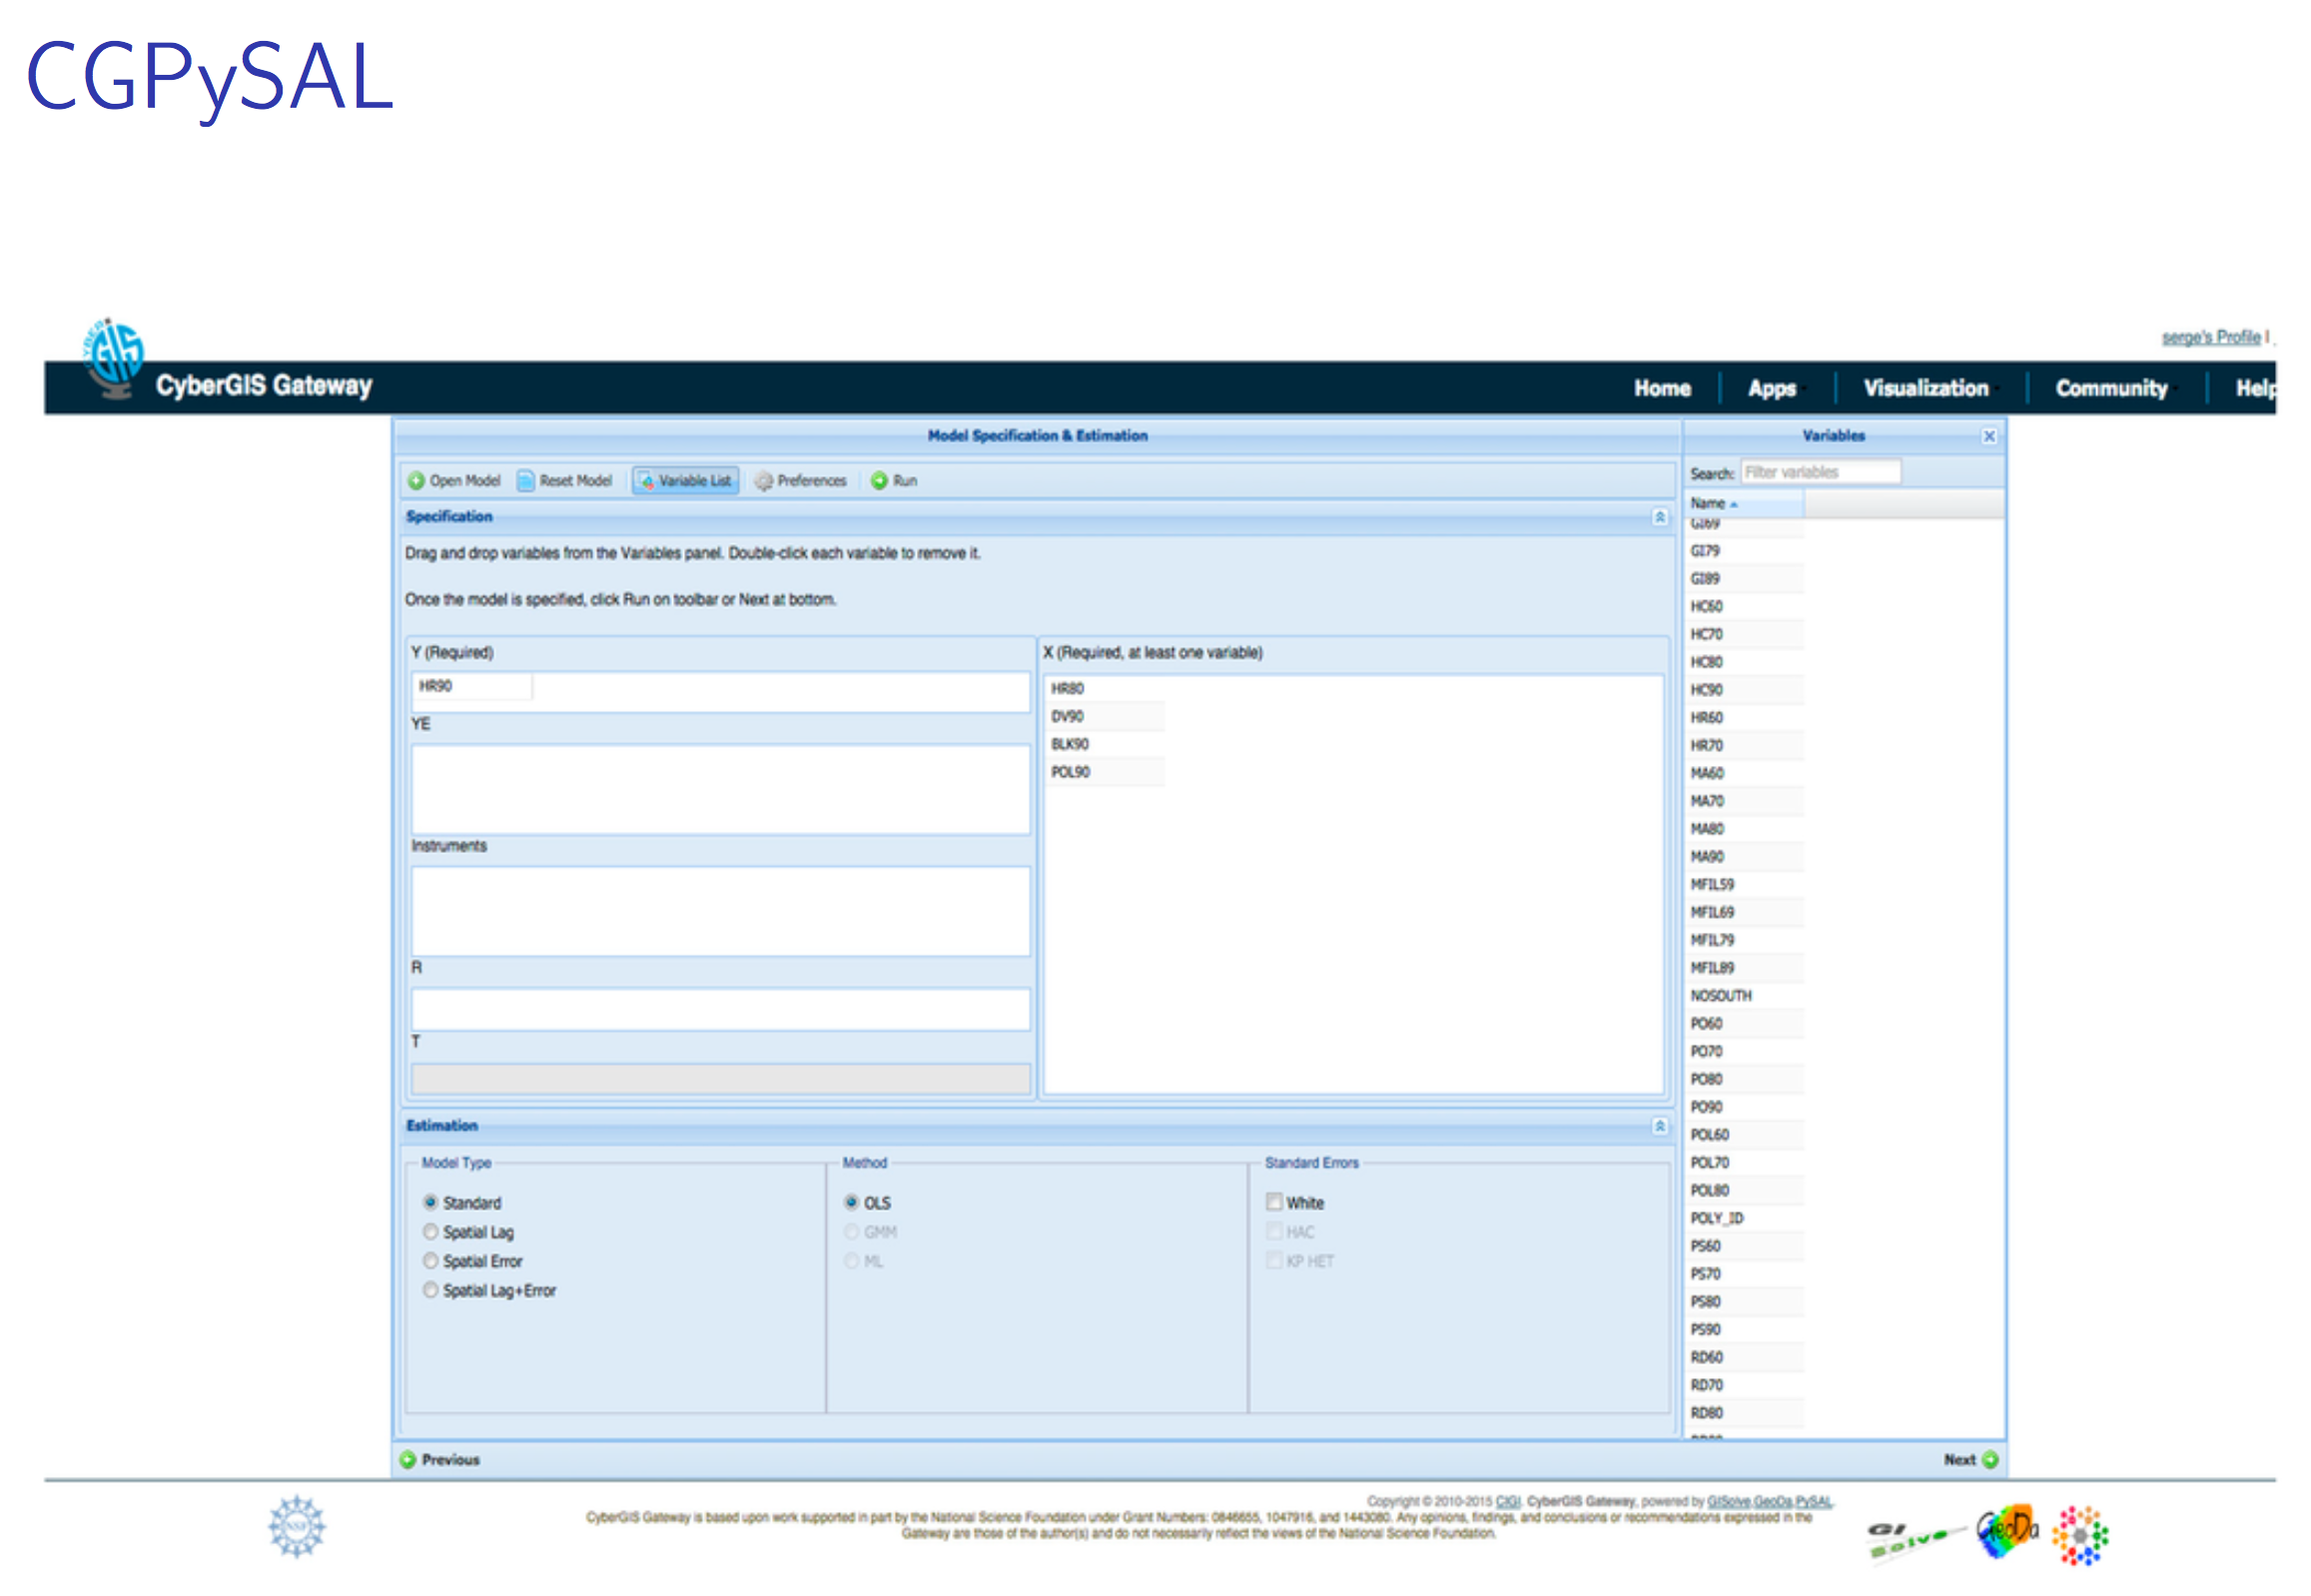 CGPySAL
CYBER GIS
serge's Profile |
CyberGIS Gateway
Home Apps Visualization Community Help
Model Specification & Estimation
Variables
Open Model Reset Model Variable List Preferences Run
Search: Filter variables
Name
Specification
GI69
Drag and drop variables from the Variables panel. Double-click each variable to remove it.
GI79
GI89
Once the model is specified, click Run on toolbar or Next at bottom.
HC60
HC70
HC80
HC90
HR60
HR70
MA60
MA70
MA80
MA90
MFIL59
MFIL69
MFIL79
MFIL89
NOSOUTH
PO60
PO70
PO80
PO90
POL60
POL70
POL80
POLY_ID
PS60
PS70
PS80
PS90
RD60
RD70
RD80
Y (Required)
HR90
YE
Instruments
R
T
X (Required, at least one variable)
HR80
DV90
BLK90
POL90
Estimation
Model Type
Standard
Spatial Lag
Spatial Error
Spatial Lag+Error
Method
OLS
GMM
ML
Standard Errors
White
HAC
KP HET
Previous
Next
Copyright © 2010-2015 CIGI. CyberGIS Gateway, powered by GISolve,GeoDa,PySAL.
CyberGIS Gateway is based upon work supported in part by the National Science Foundation under Grant Numbers: 0846655, 1047916, and 1443080. Any opinions, findings, and conclusions or recommendations expressed in the
Gateway are those of the author(s) and do not necessarily reflect the views of the National Science Foundation.
NSF
GI
Solve
GeoDa